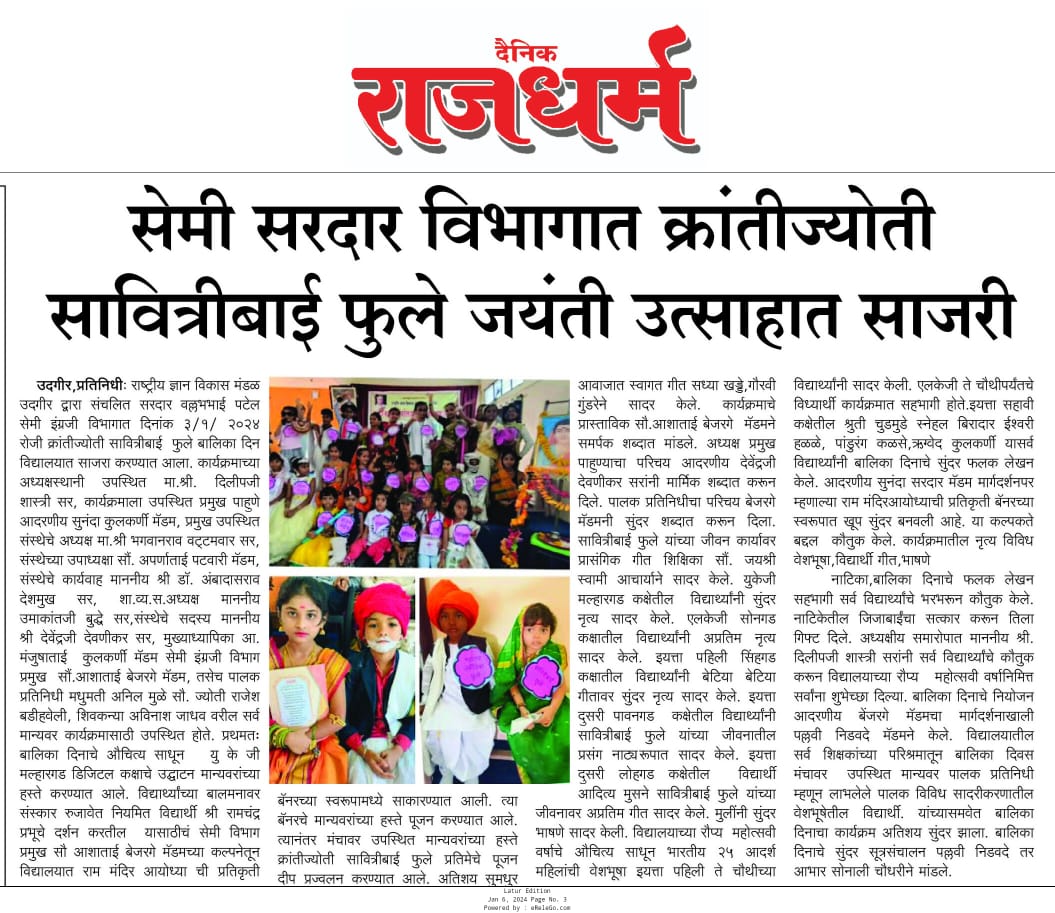 दैनिक
राजधर्म
सेमी सरदार विभागात क्रांतीज्योती
सावित्रीबाई फुले जयंती उत्साहात साजरी
उदगीर,प्रतिनिधीः राष्ट्रीय ज्ञान विकास मंडळ
उदगीर द्वारा संचलित सरदार वल्लभभाई पटेल
सेमी इंग्रजी विभागात दिनांक ३/१/ २०२४
रोजी क्रांतीज्योती सावित्रीबाई फुले बालिका दिन
विद्यालयात साजरा करण्यात आला. कार्यक्रमाच्या
अध्यक्षस्थानी उपस्थित मा.श्री. दिलीपजी
शास्त्री सर, कार्यक्रमाला उपस्थित प्रमुख पाहुणे
आदरणीय सुनंदा कुलकर्णी मॅडम, प्रमुख उपस्थित
संस्थेचे अध्यक्ष मा.श्री भगवानराव वट्टमवार सर,
संस्थेच्या उपाध्यक्षा सौं. अपर्णाताई पटवारी मॅडम,
संस्थेचे कार्यवाह माननीय श्री डॉ. अंबादासराव
देशमुख सर, शा.व्य.स.अध्यक्ष माननीय
उमाकांतजी बुद्धे सर,संस्थेचे सदस्य माननीय
श्री देवेंद्रजी देवणीकर सर, मुख्याध्यापिका आ.
मंजुषाताई कुलकर्णी मॅडम सेमी इंग्रजी विभाग
प्रमुख सौं.आशाताई बेजरगे मॅडम, तसेच पालक
प्रतिनिधी मधुमती अनिल मुळे सौ. ज्योती राजेश
बडीहवेली, शिवकन्या अविनाश जाधव वरील सर्व
मान्यवर कार्यक्रमासाठी उपस्थित होते. प्रथमतः
बालिका दिनाचे औचित्य साधून यु के जी
मल्हारगड डिजिटल कक्षाचे उद्घाटन मान्यवरांच्या
हस्ते करण्यात आले. विद्यार्थ्यांच्या बालमनावर
संस्कार रुजावेत नियमित विद्यार्थी श्री रामचंद्र
प्रभूचे दर्शन करतील यासाठीचं सेमी विभाग
प्रमुख सौ आशाताई बेजरगे मॅडमच्या कल्पनेतून
विद्यालयात राम मंदिर आयोध्या ची प्रतिकृती
बॅनरच्या स्वरूपामध्ये साकारण्यात आली. त्या
बॅनरचे मान्यवरांच्या हस्ते पूजन करण्यात आले.
त्यानंतर मंचावर उपस्थित मान्यवरांच्या हस्ते
क्रांतीज्योती सावित्रीबाई फुले प्रतिमेचे पूजन
दीप प्रज्वलन करण्यात आले. अतिशय सुमधुर
आवाजात स्वागत गीत सध्या खड्डे,गौरवी
गुंडरेने सादर केले. कार्यक्रमाचे
प्रास्ताविक सौ.आशाताई बेजरगे मॅडमने
समर्पक शब्दात मांडले. अध्यक्ष प्रमुख
पाहुण्याचा परिचय आदरणीय देवेंद्रजी
देवणीकर सरांनी मार्मिक शब्दात करून
दिले. पालक प्रतिनिधीचा परिचय बेजरगे
मॅडमनी सुंदर शब्दात करून दिला.
सावित्रीबाई फुले यांच्या जीवन कार्यावर
प्रासंगिक गीत शिक्षिका सौं. जयश्री
स्वामी आचार्याने सादर केले. युकेजी
मल्हारगड कक्षेतील विद्यार्थ्यांनी सुंदर
नृत्य सादर केले. एलकेजी सोनगड
कक्षातील विद्यार्थ्यांनी अप्रतिम नृत्य
सादर केले. इयत्ता पहिली सिंहगड
कक्षातील विद्यार्थ्यांनी बेटिया बेटिया
गीतावर सुंदर नृत्य सादर केले. इयत्ता
दुसरी पावनगड कक्षेतील विद्यार्थ्यांनी
सावित्रीबाई फुले यांच्या जीवनातील
प्रसंग नाट्यरूपात सादर केले. इयत्ता
दुसरी लोहगड कक्षेतील विद्यार्थी
आदित्य मुसने सावित्रीबाई फुले यांच्या
जीवनावर अप्रतिम गीत सादर केले. मुलींनी सुंदर
भाषणे सादर केली. विद्यालयाच्या रौप्य महोत्सवी
वर्षाचे औचित्य साधून भारतीय २५ आदर्श
महिलांची वेशभूषा इयत्ता पहिली ते चौथीच्या
विद्यार्थ्यांनी सादर केली. एलकेजी ते चौथीपर्यंतचे
विध्यार्थी कार्यक्रमात सहभागी होते.इयत्ता सहावी
कक्षेतील श्रुती चुडमुडे स्नेहल बिरादार ईश्वरी
हळळे, पांडुरंग कळसे,ऋग्वेद कुलकर्णी यासर्व
विद्यार्थ्यांनी बालिका दिनाचे सुंदर फलक लेखन
केले. आदरणीय सुनंदा सरदार मॅडम मार्गदर्शनपर
म्हणाल्या राम मंदिरआयोध्याची प्रतिकृती बॅनरच्या
स्वरूपात खूप सुंदर बनवली आहे. या कल्पकते
बद्दल कौतुक केले. कार्यक्रमातील नृत्य विविध
वेशभूषा,विद्यार्थी गीत,भाषणे
नाटिका,बालिका दिनाचे फलक लेखन
सहभागी सर्व विद्यार्थ्यांचे भरभरून कौतुक केले.
नाटिकेतील जिजाबाईंचा सत्कार करून तिला
गिफ्ट दिले. अध्यक्षीय समारोपात माननीय श्री.
दिलीपजी शास्त्री सरांनी सर्व विद्यार्थ्यांचे कौतुक
करून विद्यालयाच्या रौप्य महोत्सवी वर्षानिमित्त
सर्वांना शुभेच्छा दिल्या. बालिका दिनाचे नियोजन
आदरणीय बेंजरगे मॅडमचा मार्गदर्शनाखाली
पल्लवी निडवदे मॅडमने केले. विद्यालयातील
सर्व शिक्षकांच्या परिश्रमातून बालिका दिवस
मंचावर उपस्थित मान्यवर पालक प्रतिनिधी
म्हणून लाभलेले पालक विविध सादरीकरणातील
वेशभूषेतील विद्यार्थी. यांच्यासमवेत बालिका
दिनाचा कार्यक्रम अतिशय सुंदर झाला. बालिका
दिनाचे सुंदर सूत्रसंचालन पल्लवी निडवदे तर
आभार सोनाली चौधरीने मांडले.
Latur Edition
Jan 6, 2024 Page No. 3
Powered by : eReleGo.com